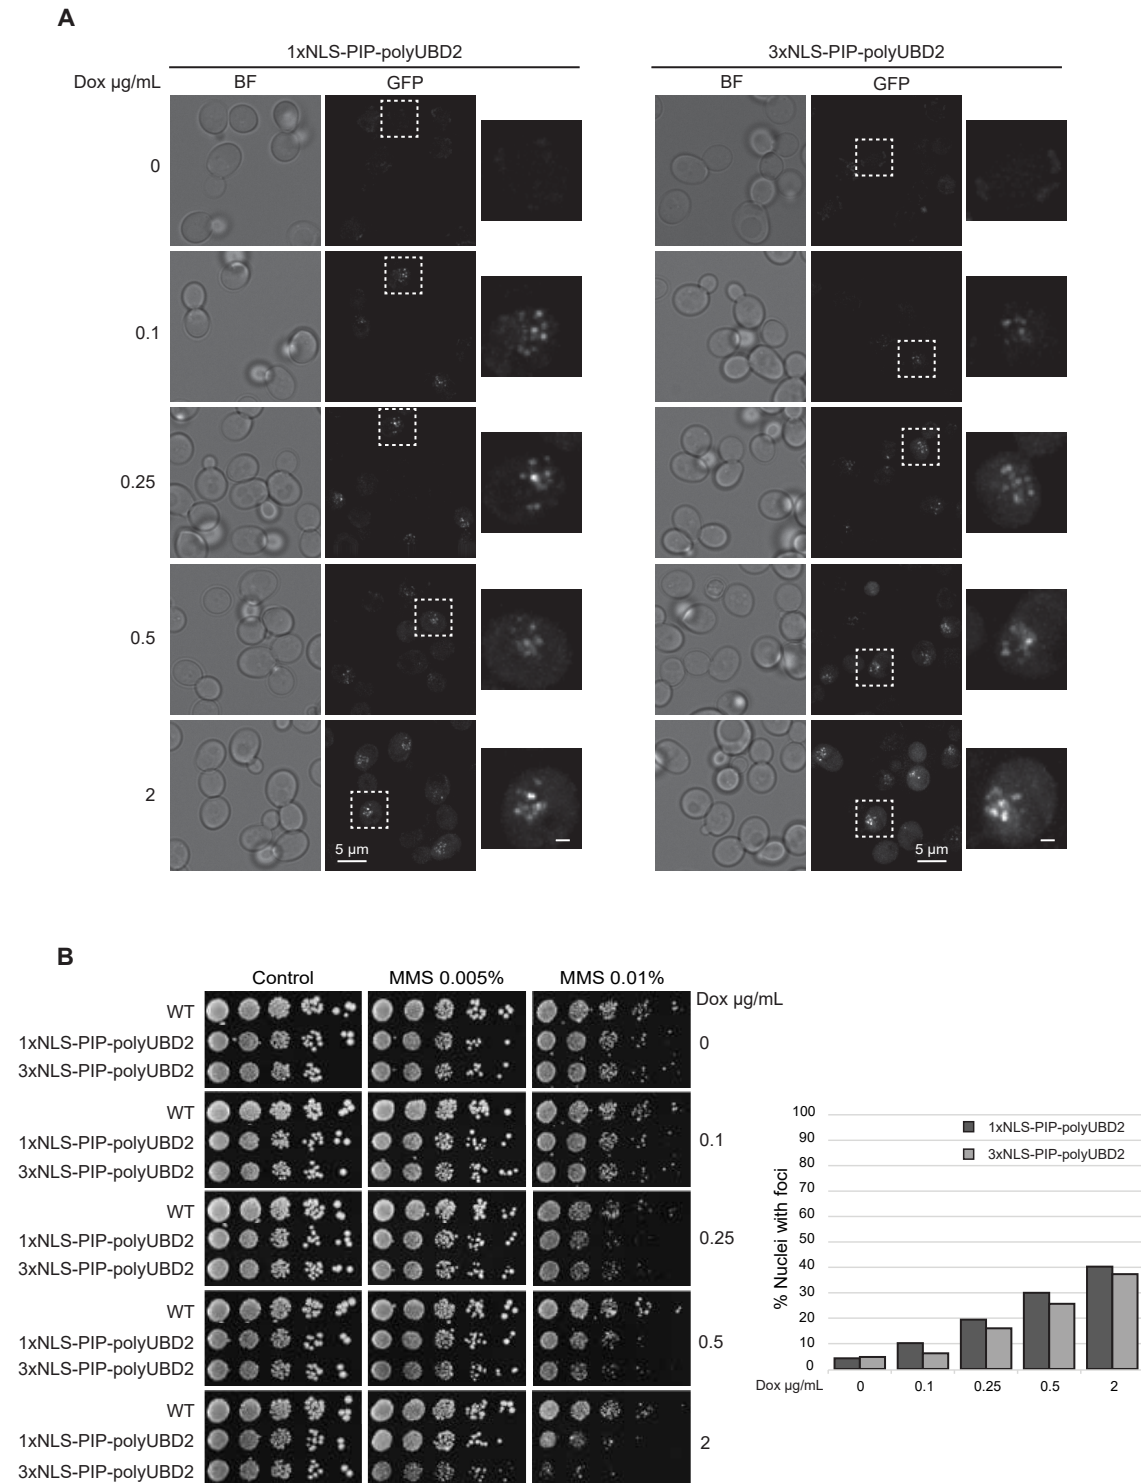 A
1xNLS-PIP-polyUBD2
3xNLS-PIP-polyUBD2
Dox µg/mL
BF
GFP
BF
GFP
0
0.1
0.25
0.5
2
5 µm
5 µm
B
Control
MMS 0.005%
MMS 0.01%
Dox µg/mL
WT
1xNLS-PIP-polyUBD2
0
3xNLS-PIP-polyUBD2
WT
1xNLS-PIP-polyUBD2
0.1
3xNLS-PIP-polyUBD2
WT
1xNLS-PIP-polyUBD2
0.25
3xNLS-PIP-polyUBD2
WT
1xNLS-PIP-polyUBD2
0.5
3xNLS-PIP-polyUBD2
WT
1xNLS-PIP-polyUBD2
2
3xNLS-PIP-polyUBD2
% Nuclei with foci
100
90
80
70
60
50
40
30
20
10
0
1xNLS-PIP-polyUBD2
3xNLS-PIP-polyUBD2
Dox µg/mL
0
0.1
0.25
0.5
2